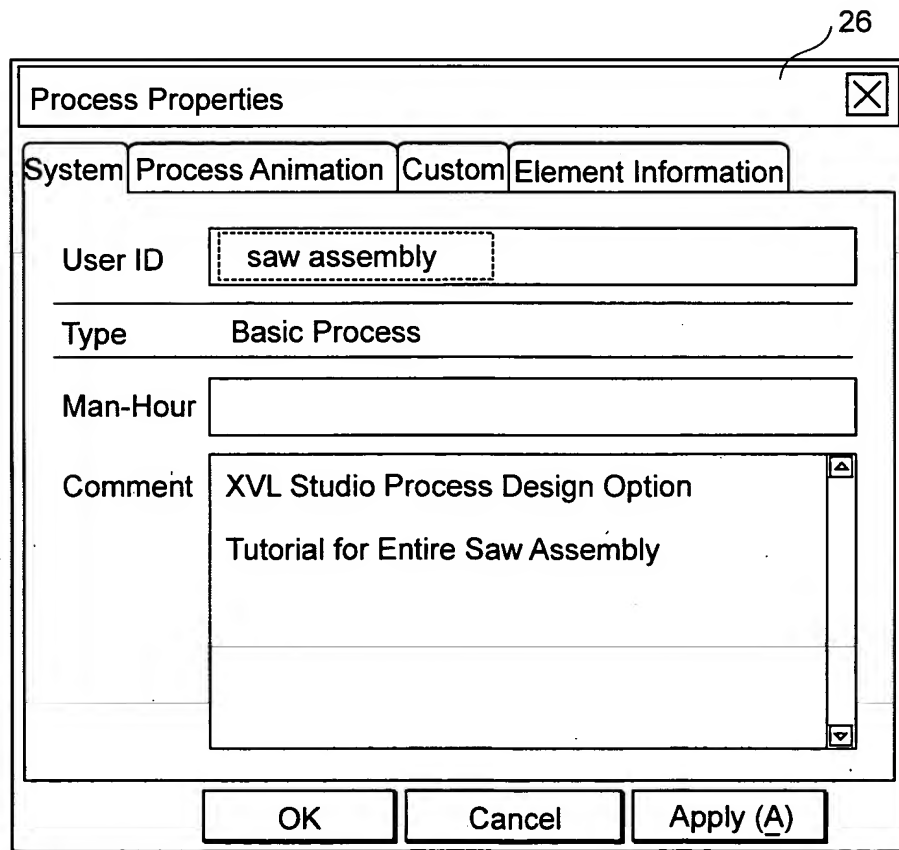 26
Process Properties
System Process Animation Custom Element Information
User ID saw assembly
Type Basic Process
Man-Hour
Comment XVL Studio Process Design Option
Tutorial for Entire Saw Assembly
OK Cancel Apply (A)